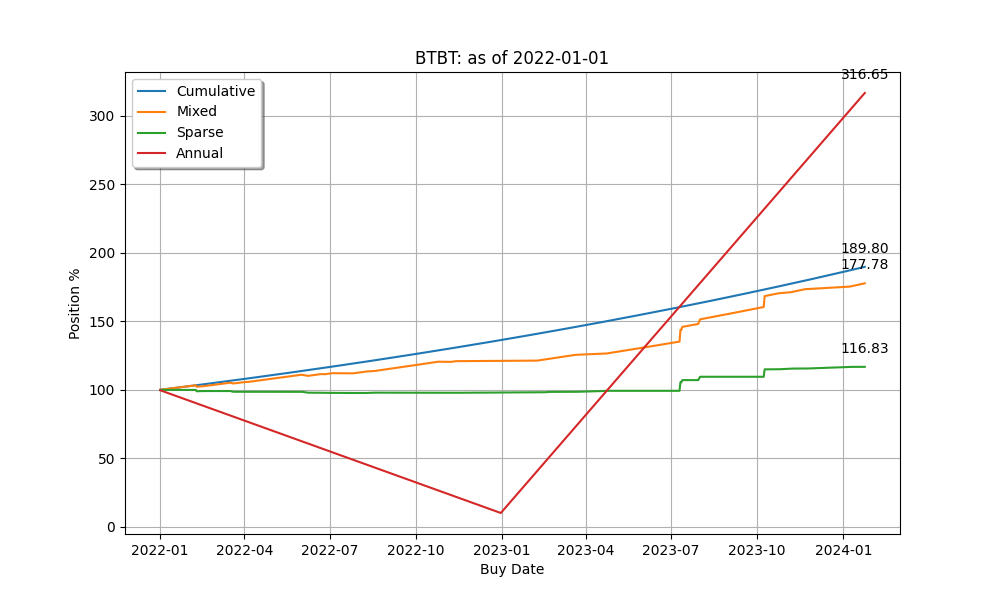 BTBT: as of 2022-01-01
316.65
Cumulative
Mixed
Sparse
Annual
300
250
200
189.80
177.78
150
116.83
100
50
0
Position %
2022-01 2022-04 2022-07 2022-10 2023-01 2023-04 2023-07 2023-10 2024-01
Buy Date